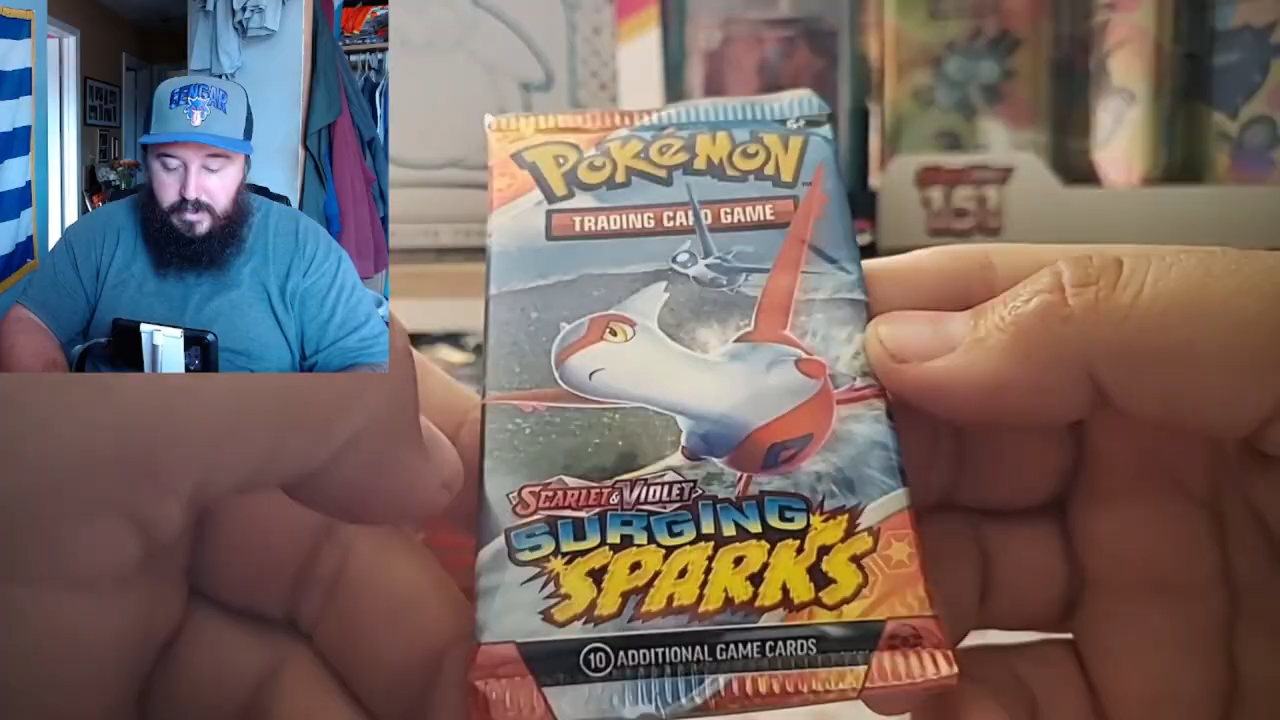 GENGAR
POKéMON
TRADING CARD GAME
SCARLET & VIOLET
SURGING
SPARKS
10 ADDITIONAL GAME CARDS
151